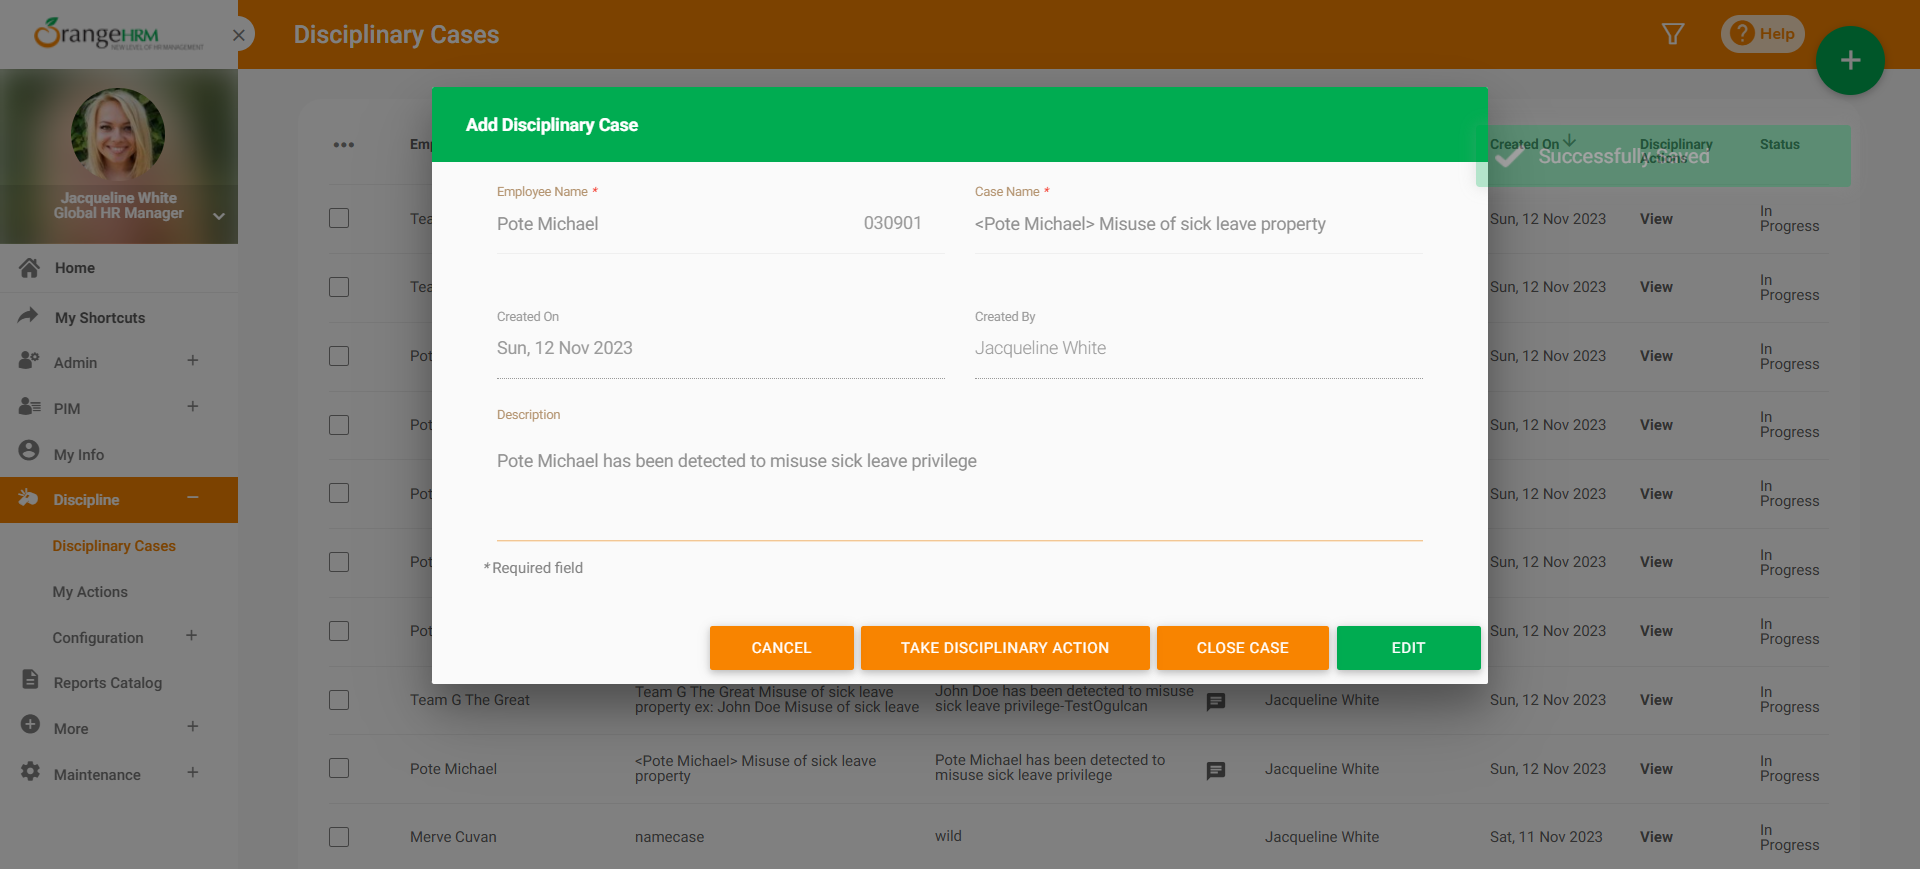 OrangeHRM
NEW LEVEL OF HR MANAGEMENT
Disciplinary Cases
? Help
Jacqueline White
Global HR Manager
Home
My Shortcuts
Admin
PIM
My Info
Discipline
Disciplinary Cases
My Actions
Configuration
Reports Catalog
More
Maintenance
Add Disciplinary Case
Employee Name *
Pote Michael 030901
Case Name *
<Pote Michael> Misuse of sick leave property
Created On
Sun, 12 Nov 2023
Created By
Jacqueline White
Description
Pote Michael has been detected to misuse sick leave privilege
* Required field
CANCEL
TAKE DISCIPLINARY ACTION
CLOSE CASE
EDIT
Successfully Saved
Emp
Created On
Disciplinary
Actions
Status
Tea
Sun, 12 Nov 2023
View
In
Progress
Tea
Sun, 12 Nov 2023
View
In
Progress
Pot
Sun, 12 Nov 2023
View
In
Progress
Pot
Sun, 12 Nov 2023
View
In
Progress
Pot
Sun, 12 Nov 2023
View
In
Progress
Pot
Sun, 12 Nov 2023
View
In
Progress
Pot
Sun, 12 Nov 2023
View
In
Progress
Team G The Great
Team G The Great Misuse of sick leave
property ex: John Doe Misuse of sick leave
John Doe has been detected to misuse
sick leave privilege-TestOgulcan
Jacqueline White
Sun, 12 Nov 2023
View
In
Progress
Pote Michael
<Pote Michael> Misuse of sick leave
property
Pote Michael has been detected to
misuse sick leave privilege
Jacqueline White
Sun, 12 Nov 2023
View
In
Progress
Merve Cuvan
namecase
wild
Jacqueline White
Sat, 11 Nov 2023
View
In
Progress